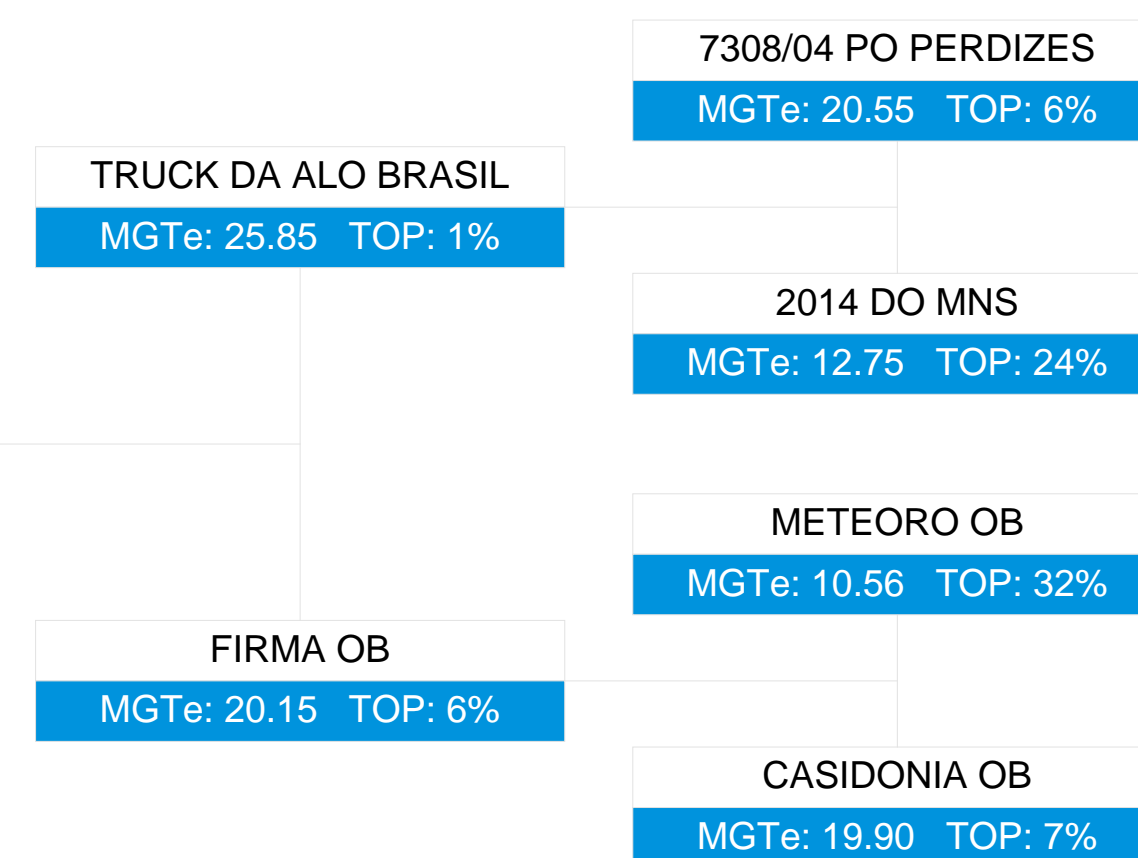 7308/04 PO PERDIZES
MGTe: 20.55 TOP: 6%
TRUCK DA ALO BRASIL
MGTe: 25.85 TOP: 1%
2014 DO MNS
MGTe: 12.75 TOP: 24%
METEORO OB
MGTe: 10.56 TOP: 32%
FIRMA OB
MGTe: 20.15 TOP: 6%
CASIDONIA OB
MGTe: 19.90 TOP: 7%